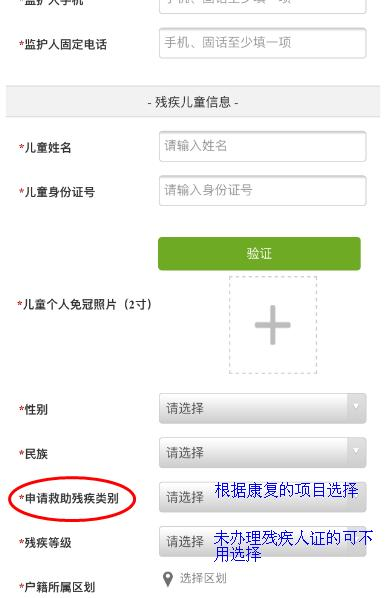 *监护人手机
手机、固话至少填一项
*监护人固定电话
手机、固话至少填一项
- 残疾儿童信息 -
*儿童姓名
请输入姓名
*儿童身份证号
请输入身份证号
验证
*儿童个人免冠照片（2寸）
*性别
请选择
*民族
请选择
*申请救助残疾类别
请选择
根据康复的项目选择
*残疾等级
请选择
未办理残疾人证的可不
用选择
*户籍所属区划
选择区划